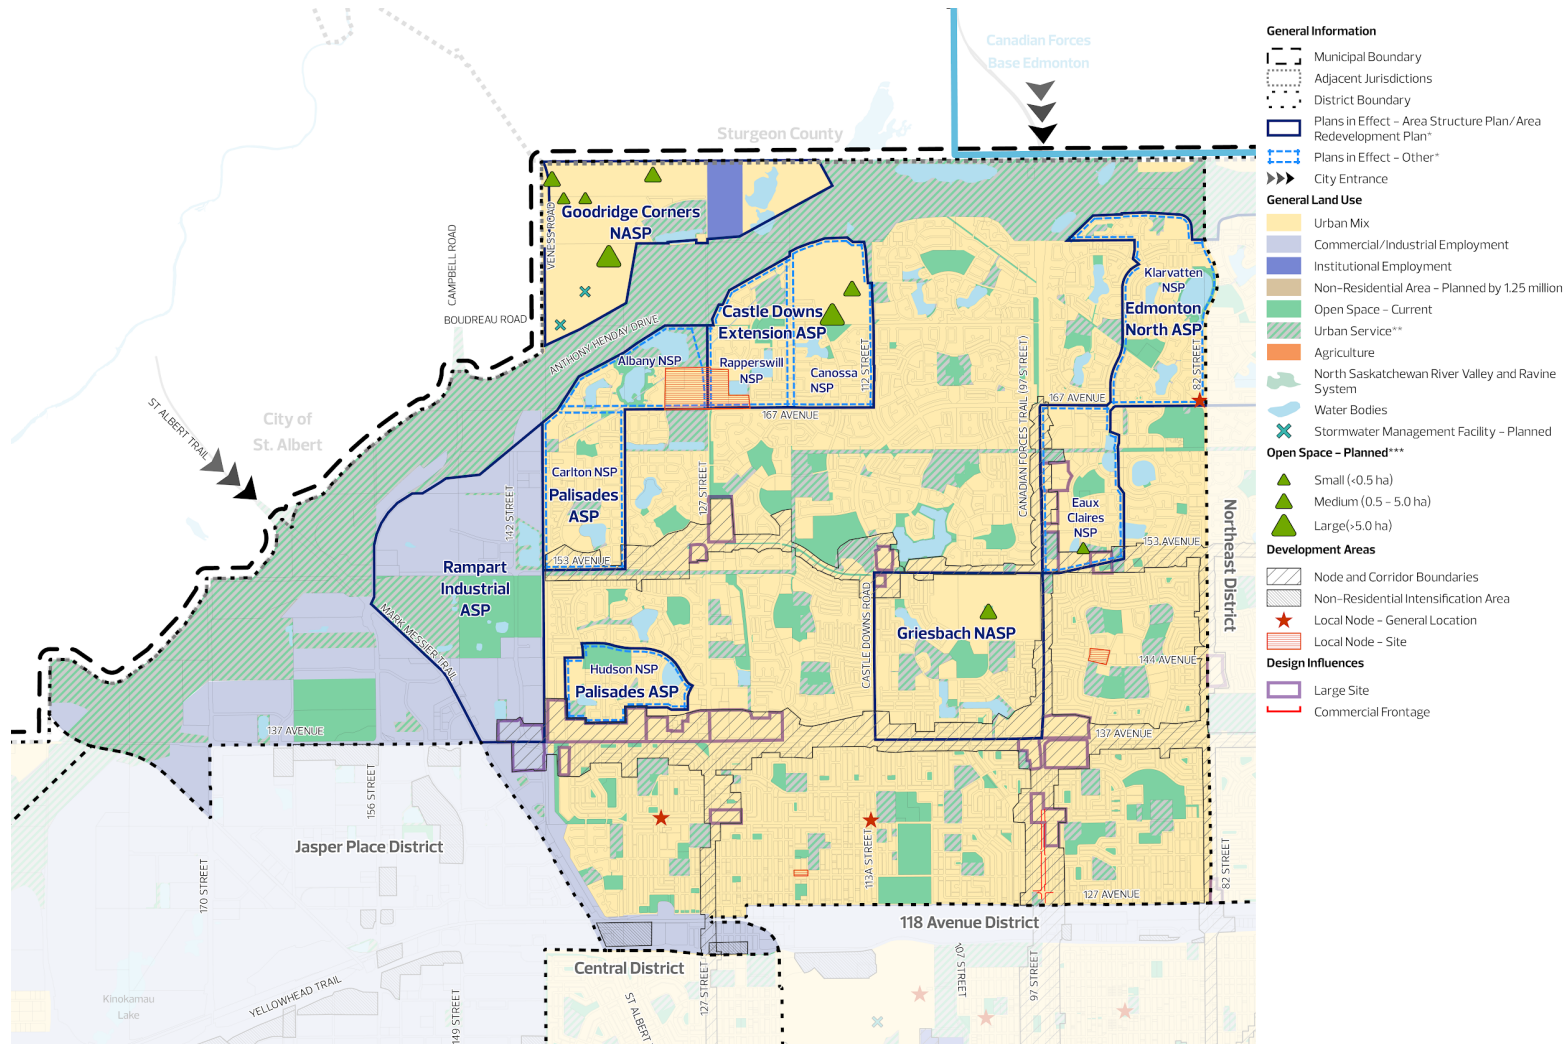 Canadian Forces
Base Edmonton
Sturgeon County
VENESS ROAD
Goodridge Corners
NASP
CAMPBELL ROAD
BOUDREAU ROAD
ANTHONY HENDAY DRIVE
Klarvatten
NSP
Edmonton
North ASP
Castle Downs
Extension ASP
Albany NSP
Rapperswill
NSP
Canossa
NSP
112 STREET
82 STREET
CANADIAN FORCES TRAIL (97 STREET)
167 AVENUE
167 AVENUE
ST ALBERT TRAIL
City of
St. Albert
Carlton NSP
Palisades
ASP
127 STREET
142 STREET
Eaux
Claires
NSP
153 AVENUE
153 AVENUE
Northeast District
Rampart
Industrial
ASP
MARK MESSIER TRAIL
CASTLE DOWNS ROAD
Griesbach NASP
144 AVENUE
Hudson NSP
Palisades ASP
137 AVENUE
137 AVENUE
156 STREET
Jasper Place District
170 STREET
113A STREET
82 STREET
127 AVENUE
118 Avenue District
Central District
107 STREET
97 STREET
127 STREET
ST ALBERT
Kinokamau
Lake
YELLOWHEAD TRAIL
149 STREET
General Information
Municipal Boundary
Adjacent Jurisdictions
District Boundary
Plans in Effect – Area Structure Plan/Area
Redevelopment Plan*
Plans in Effect – Other*
City Entrance
General Land Use
Urban Mix
Commercial/Industrial Employment
Institutional Employment
Non-Residential Area – Planned by 1.25 million
Open Space – Current
Urban Service**
Agriculture
North Saskatchewan River Valley and Ravine
System
Water Bodies
Stormwater Management Facility – Planned
Open Space – Planned***
Small (<0.5 ha)
Medium (0.5 – 5.0 ha)
Large(>5.0 ha)
Development Areas
Node and Corridor Boundaries
Non-Residential Intensification Area
Local Node – General Location
Local Node – Site
Design Influences
Large Site
Commercial Frontage